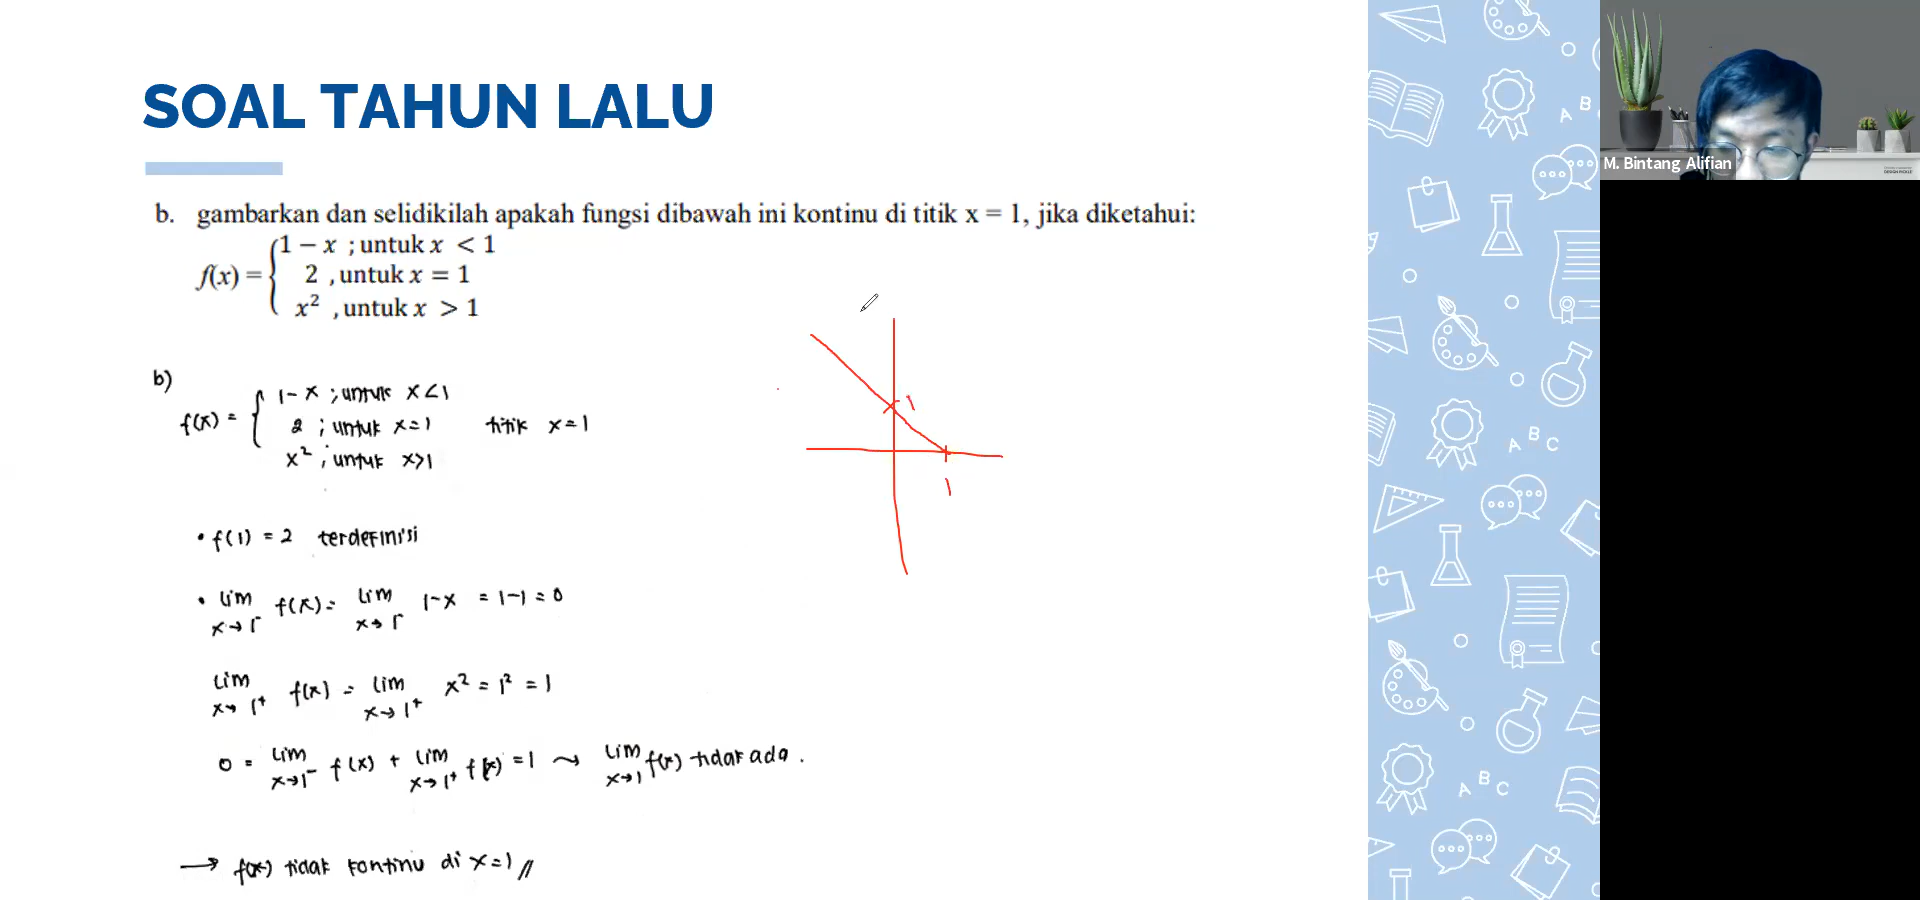 SOAL TAHUN LALU
b. gambarkan dan selidikilah apakah fungsi dibawah ini kontinu di titik x = 1, jika diketahui:
f(x) = { 1 − x ; untuk x < 1
2 , untuk x = 1
x² , untuk x > 1
b)
f(x) = { 1 - x ; untuk x < 1
2 ; untuk x = 1 titik x = 1
x² ; untuk x > 1
• f(1) = 2 terdefinisi
• lim x→1⁻ f(x) = lim x→1⁻ 1-x = 1-1 = 0
lim x→1⁺ f(x) = lim x→1⁺ x² = 1² = 1
0 = lim x→1⁻ f(x) ≠ lim x→1⁺ f(x) = 1 ⤳ lim x→1 f(x) tidak ada.
→ f(x) tidak kontinu di x = 1 //
1
1
M. Bintang Alifian
A B
A B C
A B C